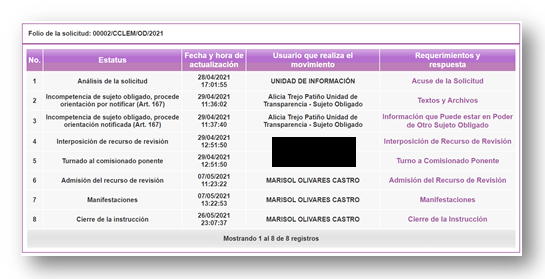 Folio de la solicitud: 00002/CCLEM/OD/2021
No. Estatus Fecha y hora de actualización Usuario que realiza el movimiento Requerimientos y respuesta
1 Análisis de la solicitud 28/04/2021 17:01:55 UNIDAD DE INFORMACIÓN Acuse de la Solicitud
2 Incompetencia de sujeto obligado, procede orientación por notificar (Art. 167) 29/04/2021 11:36:02 Alicia Trejo Patiño Unidad de Transparencia - Sujeto Obligado Textos y Archivos
3 Incompetencia de sujeto obligado, procede orientación notificada (Art. 167) 29/04/2021 11:37:40 Alicia Trejo Patiño Unidad de Transparencia - Sujeto Obligado Información que Puede estar en Poder de Otro Sujeto Obligado
4 Interposición de recurso de revisión 29/04/2021 12:51:50 Interposición de Recurso de Revisión
5 Turnado al comisionado ponente 29/04/2021 12:51:50 Turno a Comisionado Ponente
6 Admisión del recurso de revisión 07/05/2021 11:23:22 MARISOL OLIVARES CASTRO Admisión del Recurso de Revisión
7 Manifestaciones 07/05/2021 13:22:53 MARISOL OLIVARES CASTRO Manifestaciones
8 Cierre de la instrucción 26/05/2021 23:07:37 MARISOL OLIVARES CASTRO Cierre de la Instrucción
Mostrando 1 al 8 de 8 registros